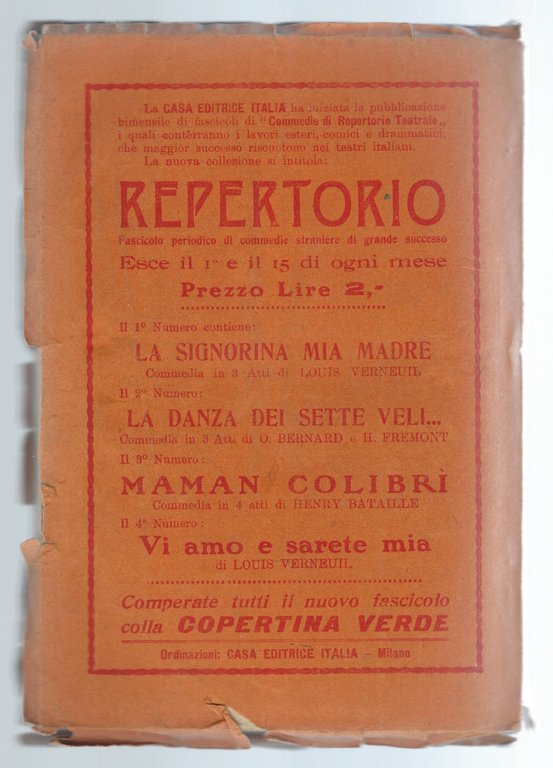 La CASA EDITRICE ITALIA ha iniziata la pubblicazione
bimensile di fascicoli di "Commedie di Repertorio Teatrale„
i quali conterranno i lavori esteri, comici e drammatici,
che maggior successo riscuotono nei teatri italiani.
La nuova collezione si intitola:
REPERTORIO
Fascicolo periodico di commedie straniere di grande successo
Esce il 1º e il 15 di ogni mese
Prezzo Lire 2,-
Il 1º Numero contiene:
LA SIGNORINA MIA MADRE
Commedia in 3 Atti di LOUIS VERNEUIL
Il 2º Numero:
LA DANZA DEI SETTE VELI...
Commedia in 3 Atti di O. BERNARD e H. FREMONT
Il 3º Numero:
MAMAN COLIBRÌ
Commedia in 4 atti di HENRY BATAILLE
Il 4º Numero:
Vi amo e sarete mia
di LOUIS VERNEUIL
Comperate tutti il nuovo fascicolo
colla COPERTINA VERDE
Ordinazioni: CASA EDITRICE ITALIA - Milano